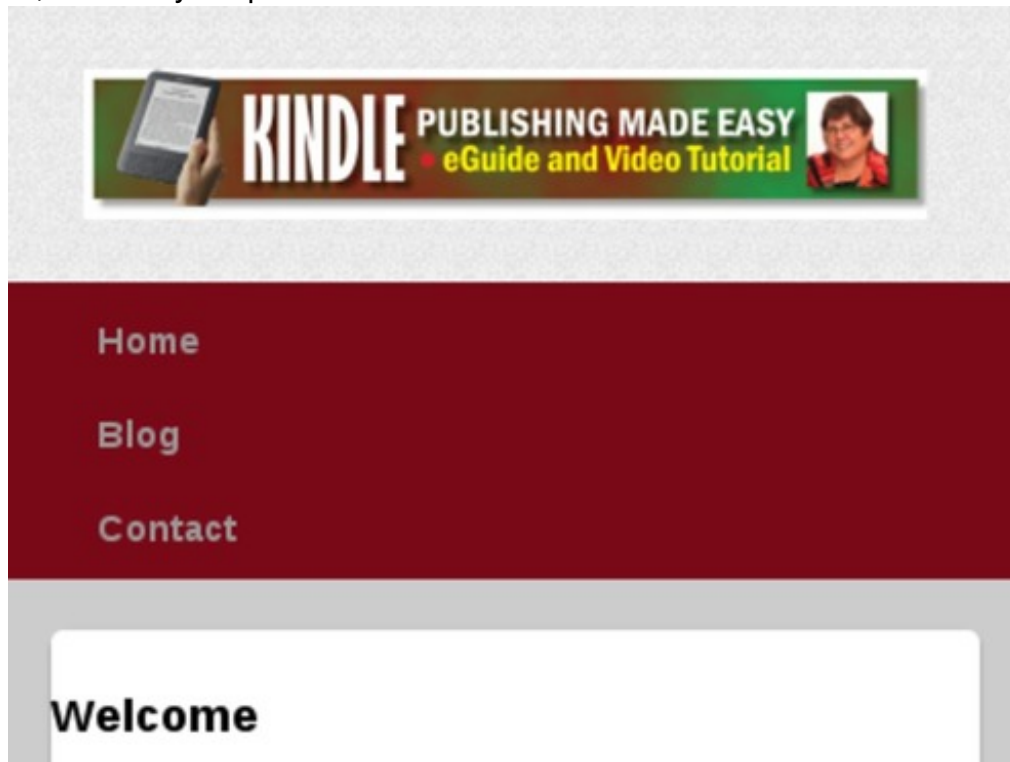 KINDLE PUBLISHING MADE EASY
• eGuide and Video Tutorial
Home
Blog
Contact
Welcome